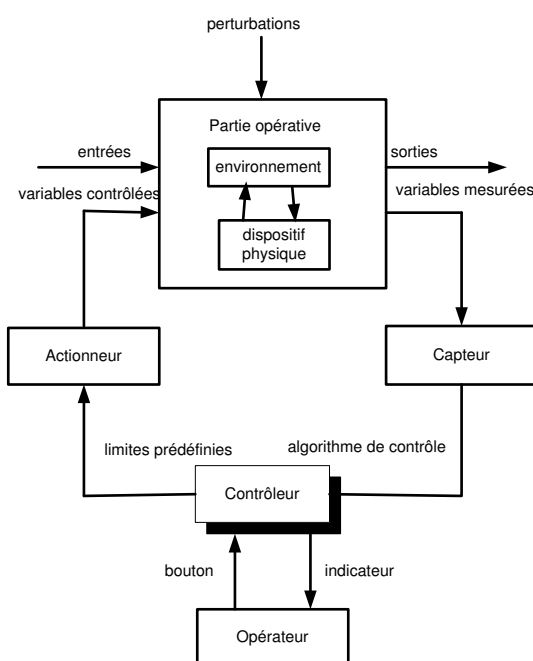 perturbations
Partie opérative
entrées
environnement
sorties
variables contrôlées
variables mesurées
dispositif
physique
Actionneur
Capteur
limites prédéfinies
algorithme de contrôle
Contrôleur
bouton
indicateur
Opérateur